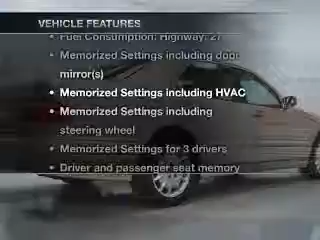 VEHICLE FEATURES
• Fuel Consumption: Highway: 27
• Memorized Settings including door
mirror(s)
• Memorized Settings including HVAC
• Memorized Settings including
steering wheel
• Memorized Settings for 3 drivers
• Driver and passenger seat memory